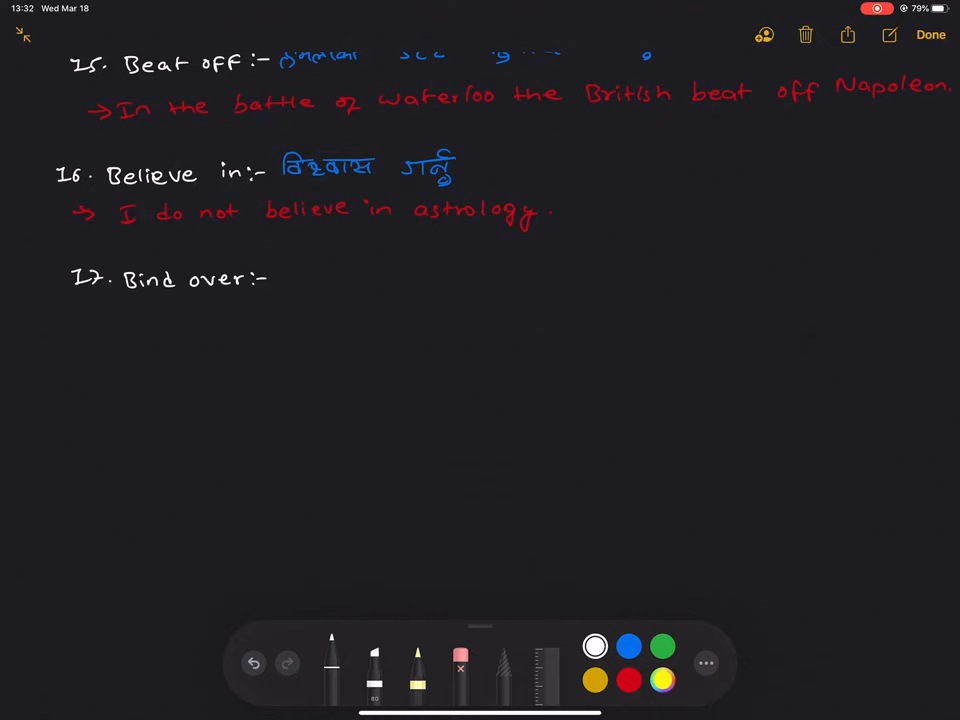 13:32 Wed Mar 18 79%
Done
15. Beat off :-
→ In the battle of Waterloo the British beat off Napoleon.
16. Believe in:- विश्वास गर्नु
→ I do not believe in astrology.
17. Bind over:-
80